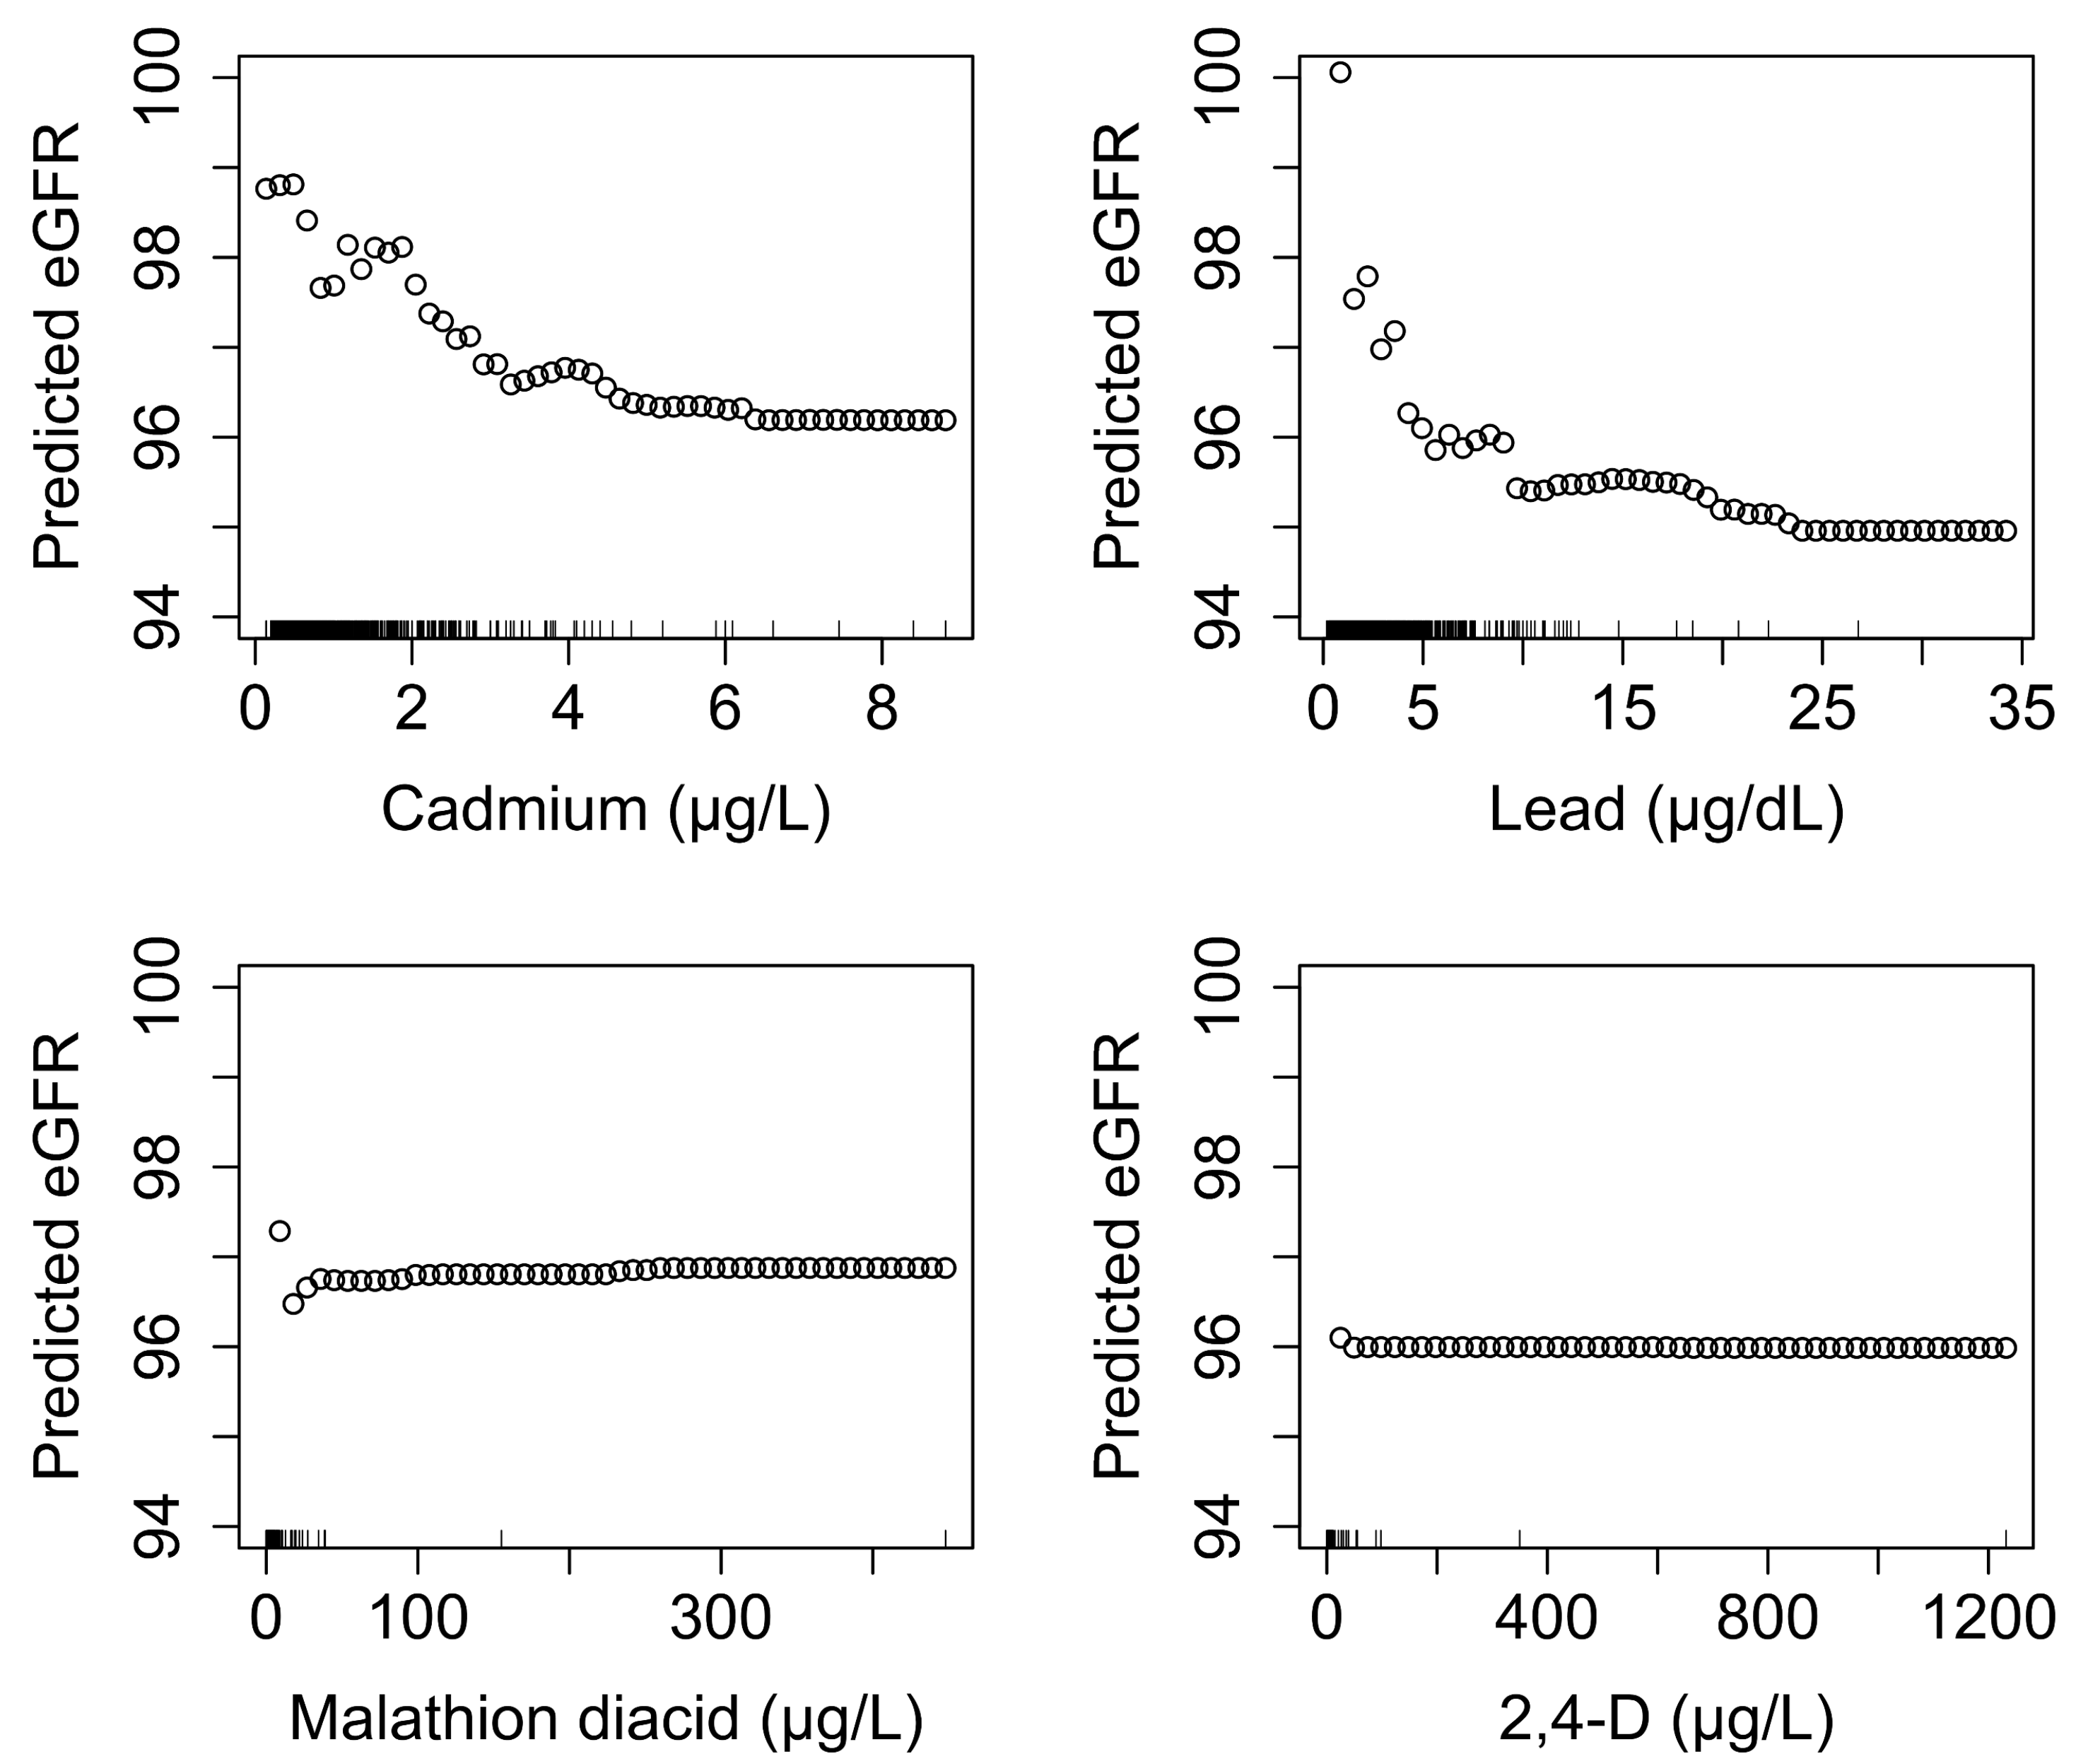 Predicted eGFR
94 96 98 100
0 2 4 6 8
Cadmium (µg/L)
Predicted eGFR
94 96 98 100
0 5 15 25 35
Lead (µg/dL)
Predicted eGFR
94 96 98 100
0 100 300
Malathion diacid (µg/L)
Predicted eGFR
94 96 98 100
0 400 800 1200
2,4-D (µg/L)